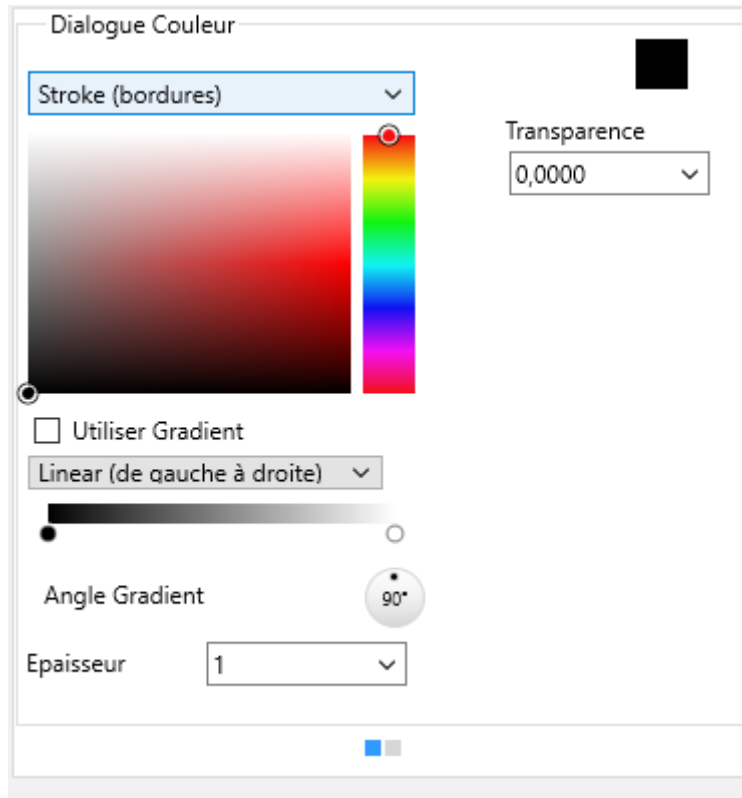 Dialogue Couleur
Stroke (bordures)
Transparence
0,0000
Utiliser Gradient
Linear (de gauche à droite)
Angle Gradient
90°
Epaisseur
1